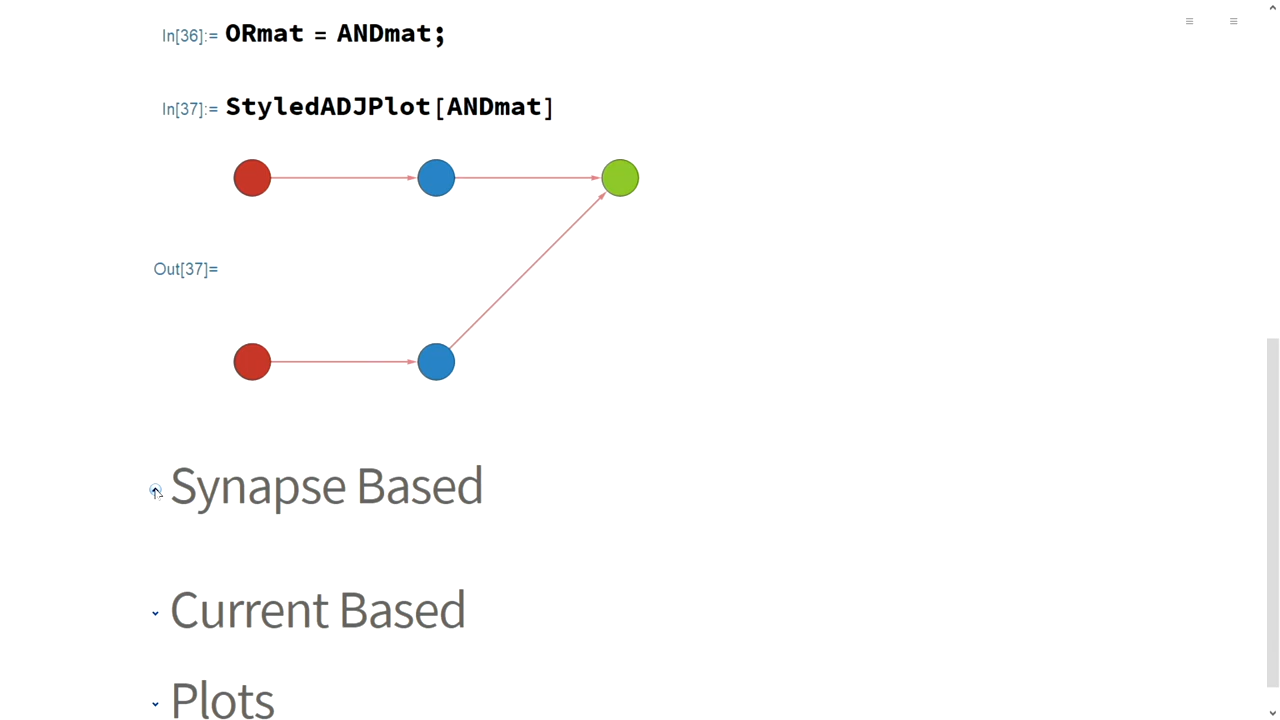 In[36]:= ORmat = ANDmat;
In[37]:= StyledADJPlot[ANDmat]
Out[37]=
Synapse Based
Current Based
Plots